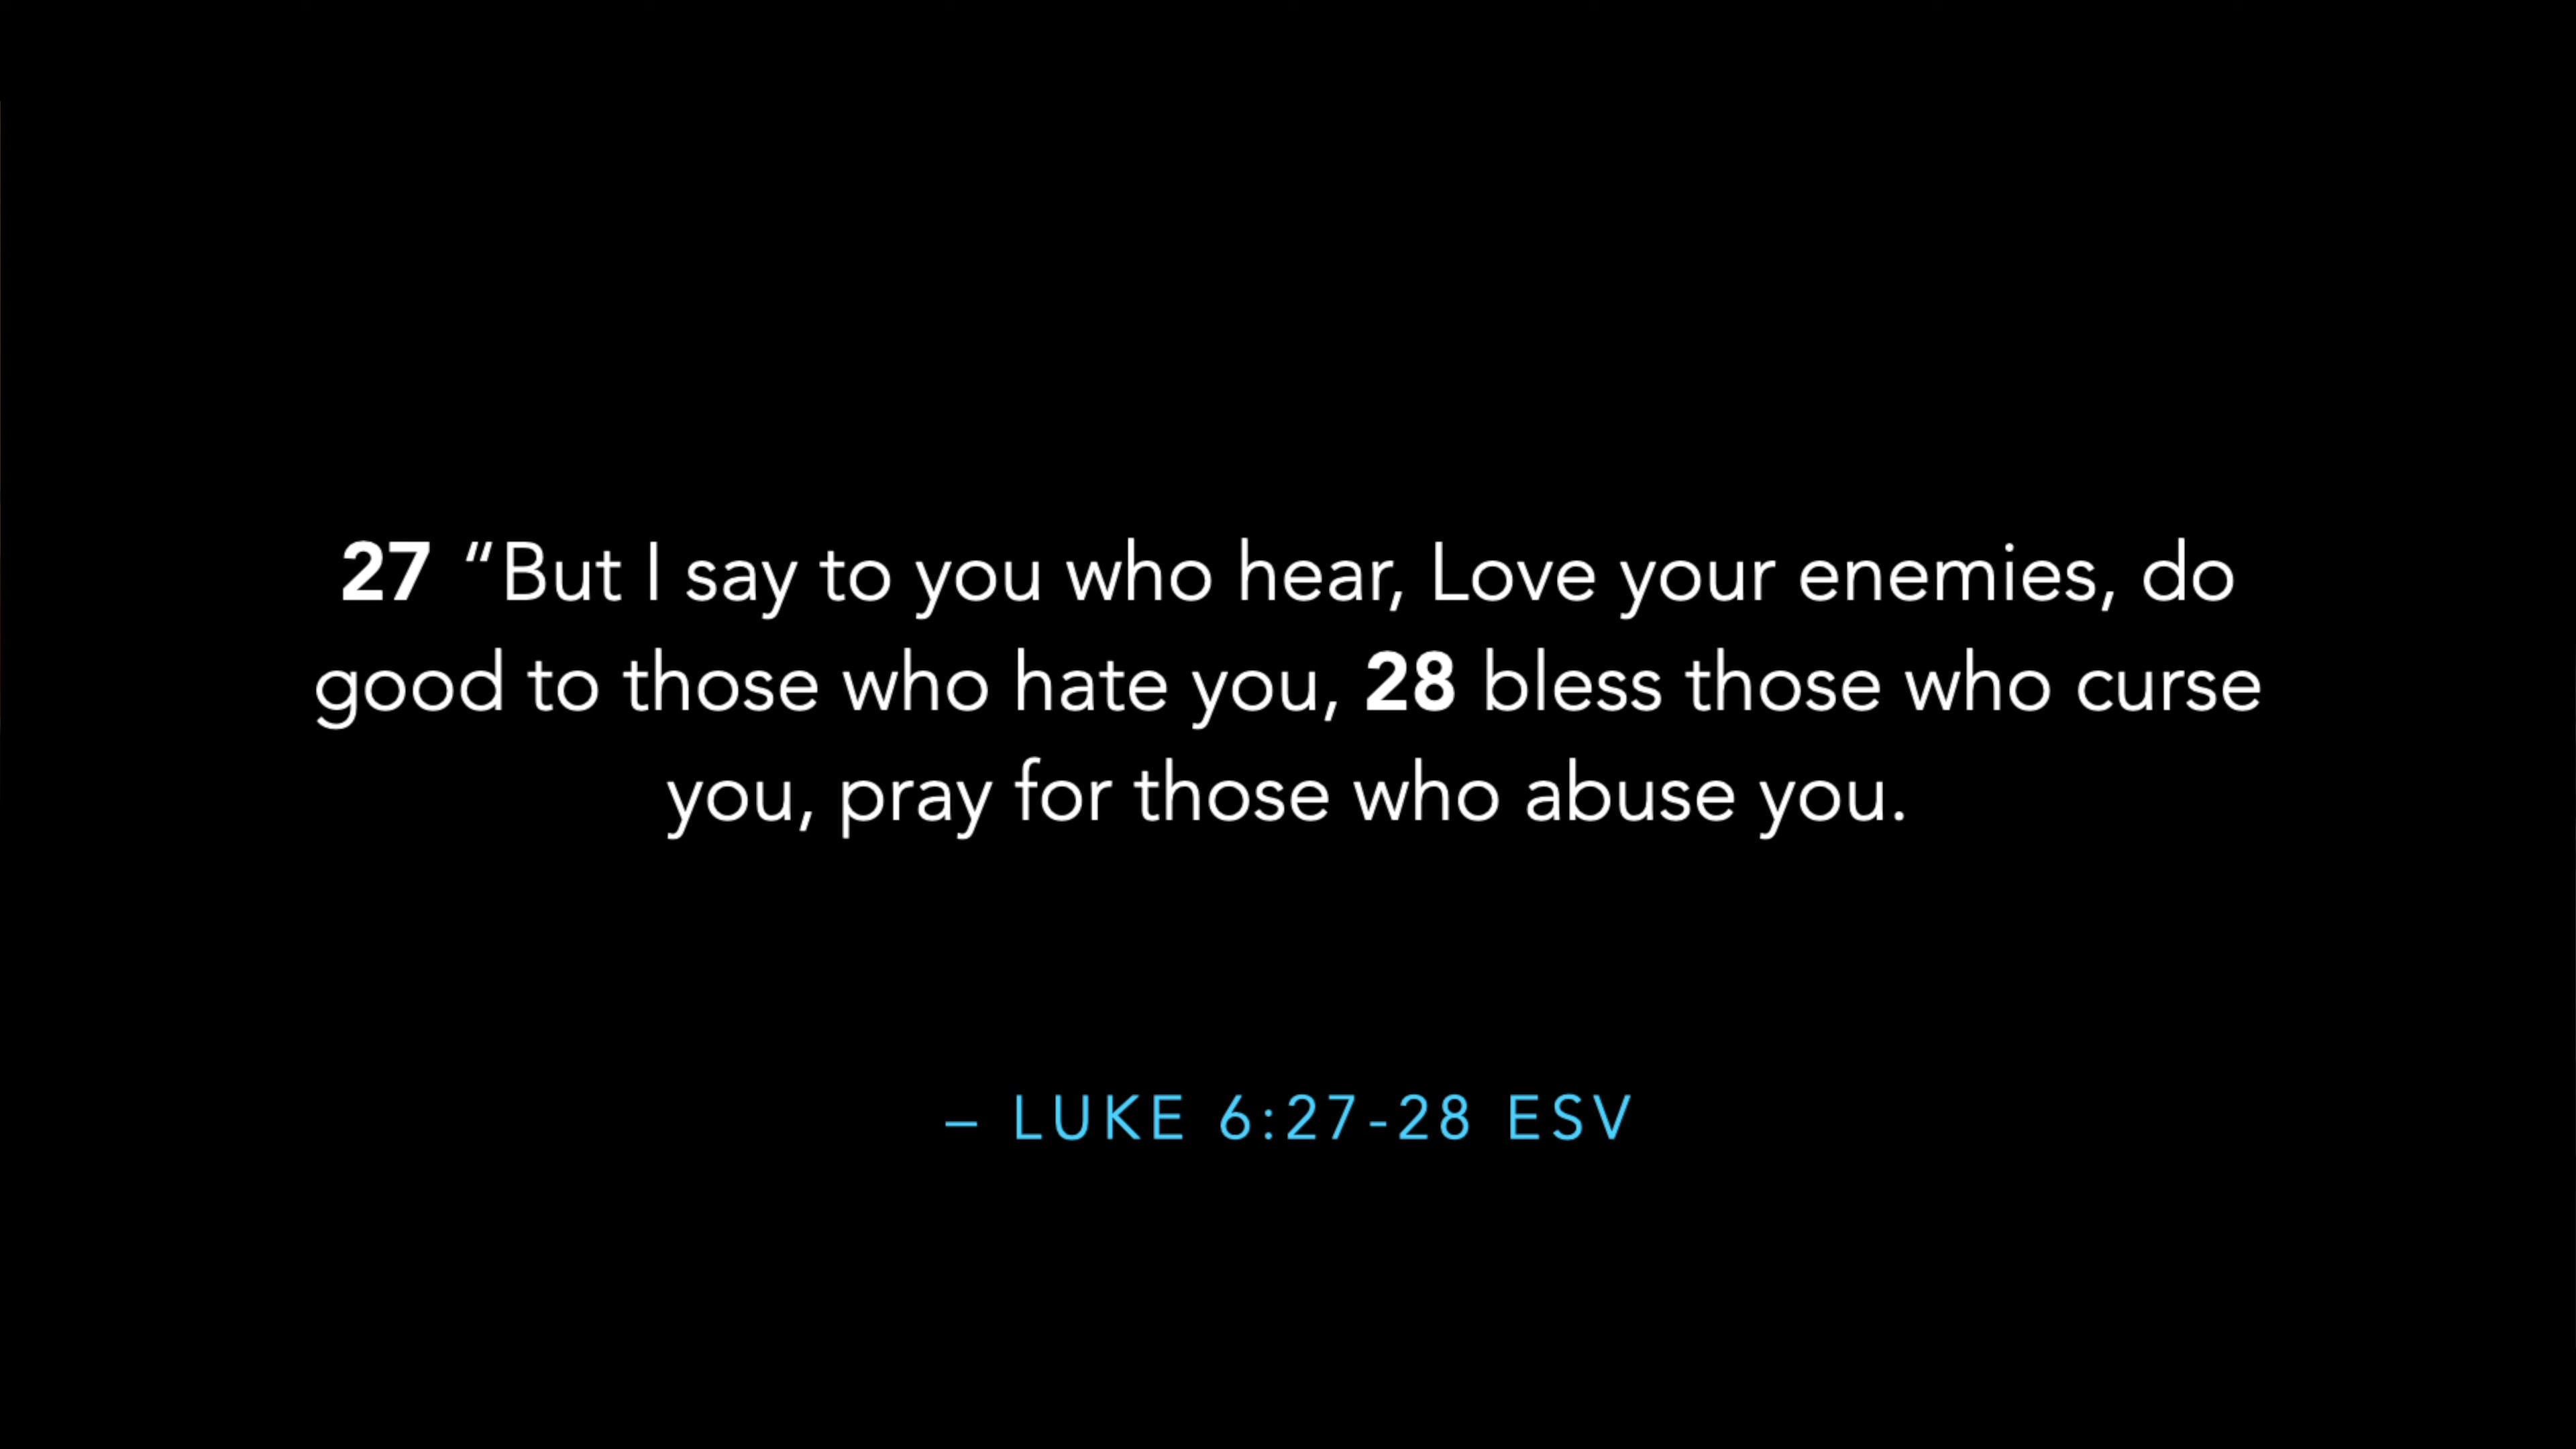 27 “But I say to you who hear, Love your enemies, do
good to those who hate you, 28 bless those who curse
you, pray for those who abuse you.
– LUKE 6:27-28 ESV